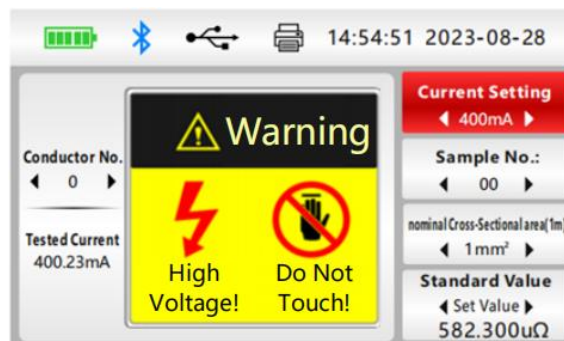 14:54:51 2023-08-28
Conductor No.
0
Tested Current
400.23mA
Warning
High
Voltage!
Do Not
Touch!
Current Setting
400mA
Sample No.:
00
nominal Cross-Sectional area(1m)
1mm²
Standard Value
Set Value
582.300uΩ